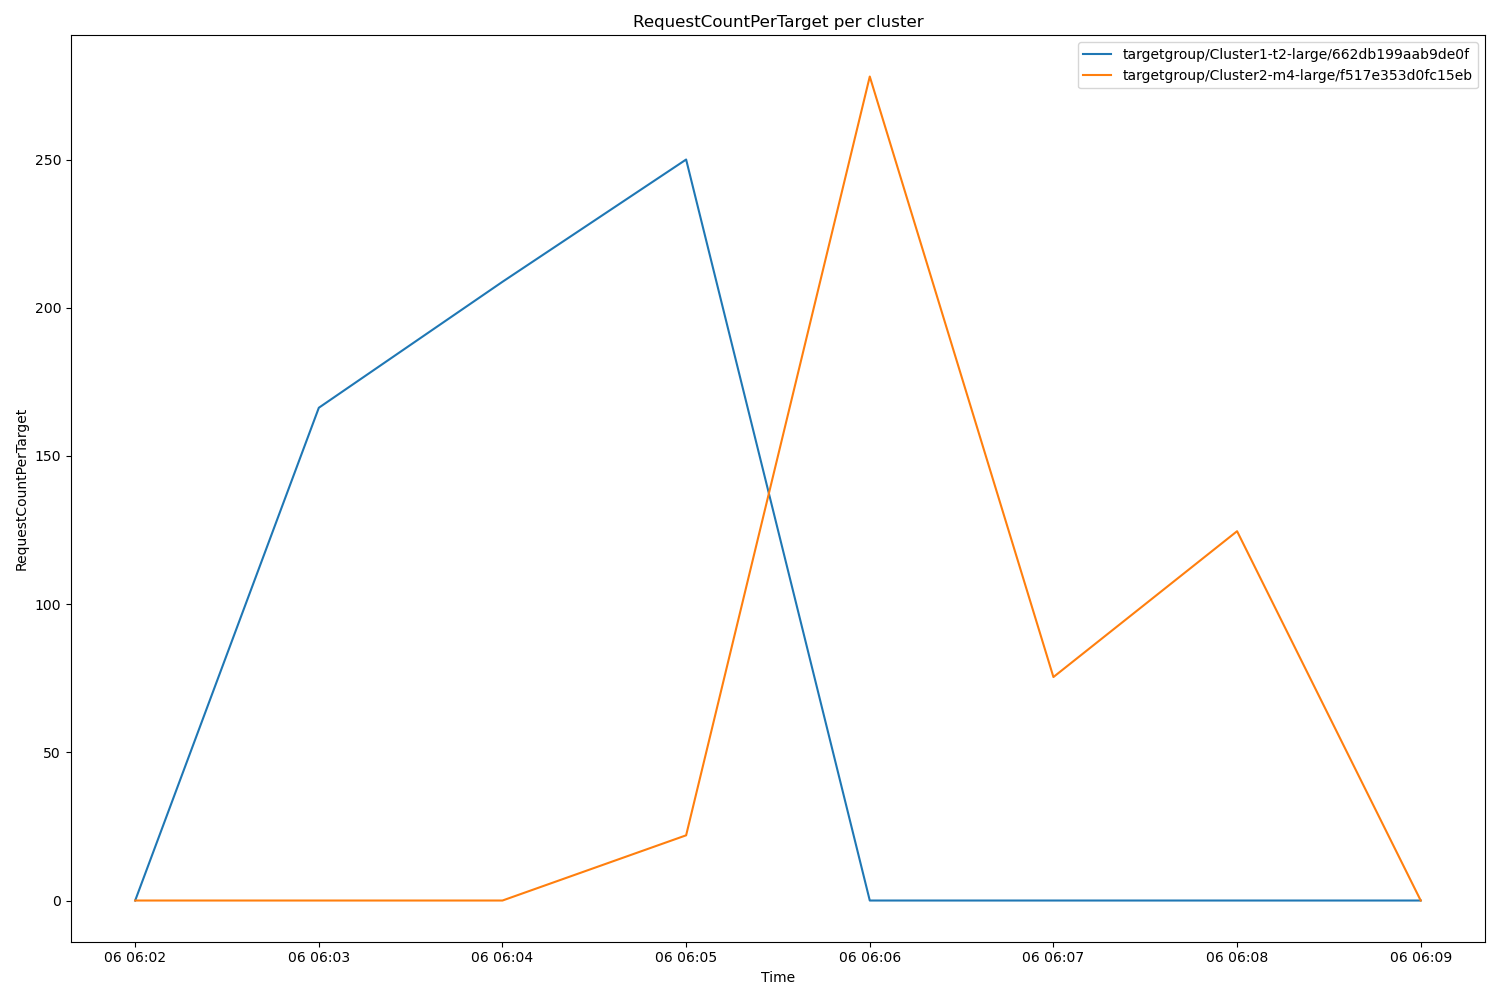 RequestCountPerTarget per cluster
targetgroup/Cluster1-t2-large/662db199aab9de0f
targetgroup/Cluster2-m4-large/f517e353d0fc15eb
RequestCountPerTarget
250
200
150
100
50
0
06 06:02 06 06:03 06 06:04 06 06:05 06 06:06 06 06:07 06 06:08 06 06:09
Time